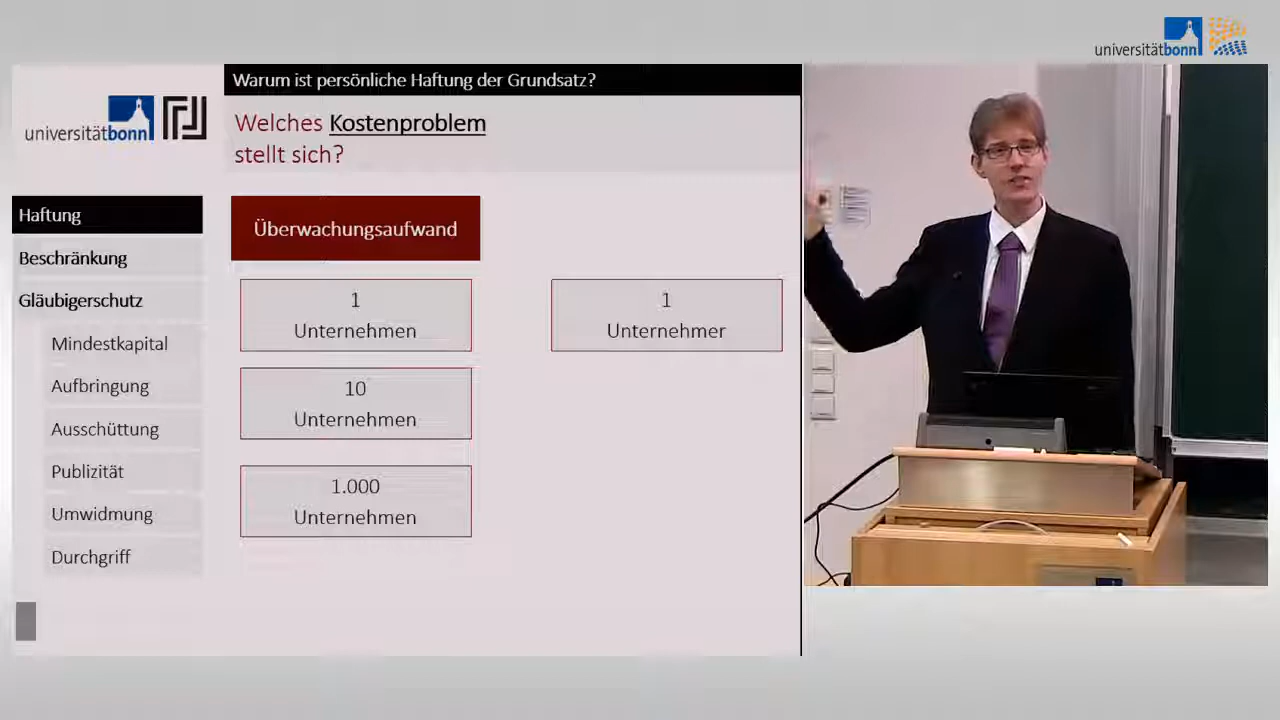 universitätbonn
Warum ist persönliche Haftung der Grundsatz?
universitätbonn
Welches Kostenproblem
stellt sich?
Haftung
Beschränkung
Gläubigerschutz
Mindestkapital
Aufbringung
Ausschüttung
Publizität
Umwidmung
Durchgriff
Überwachungsaufwand
1
Unternehmen
1
Unternehmer
10
Unternehmen
1.000
Unternehmen